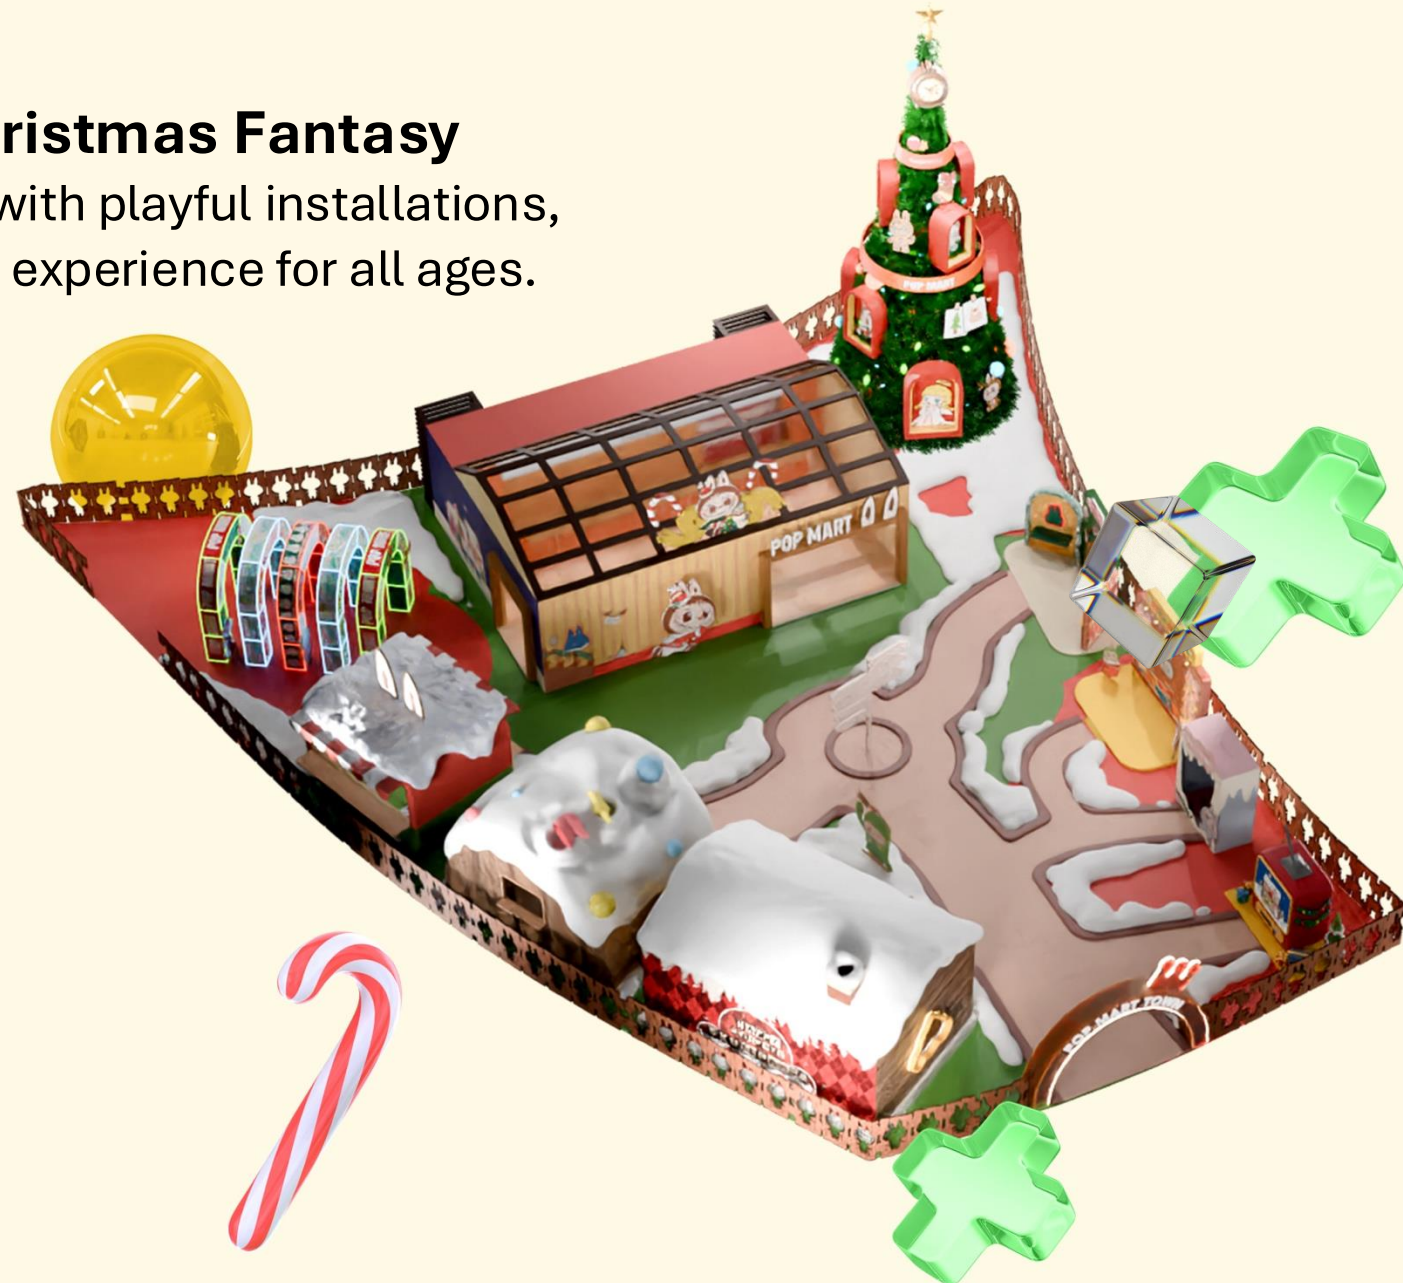 ristmas Fantasy
with playful installations,
experience for all ages.
POP MART
POP MART
POP MART TOWN